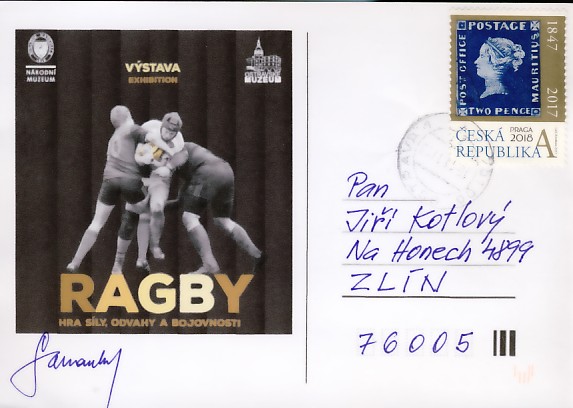 NÁRODNÍ
MUZEUM
VÝSTAVA
EXHIBITION
OSTRAVSKÉ
MUZEUM
RAGBY
HRA SÍLY, ODVAHY A BOJOVNOSTI
POSTAGE
POST OFFICE
MAURITIUS
TWO PENCE
1847
2017
ČESKÁ
REPUBLIKA
PRAGA
2018
A
Pan
Jiří Kotlový
Na Honech 4899
ZLÍN
76005